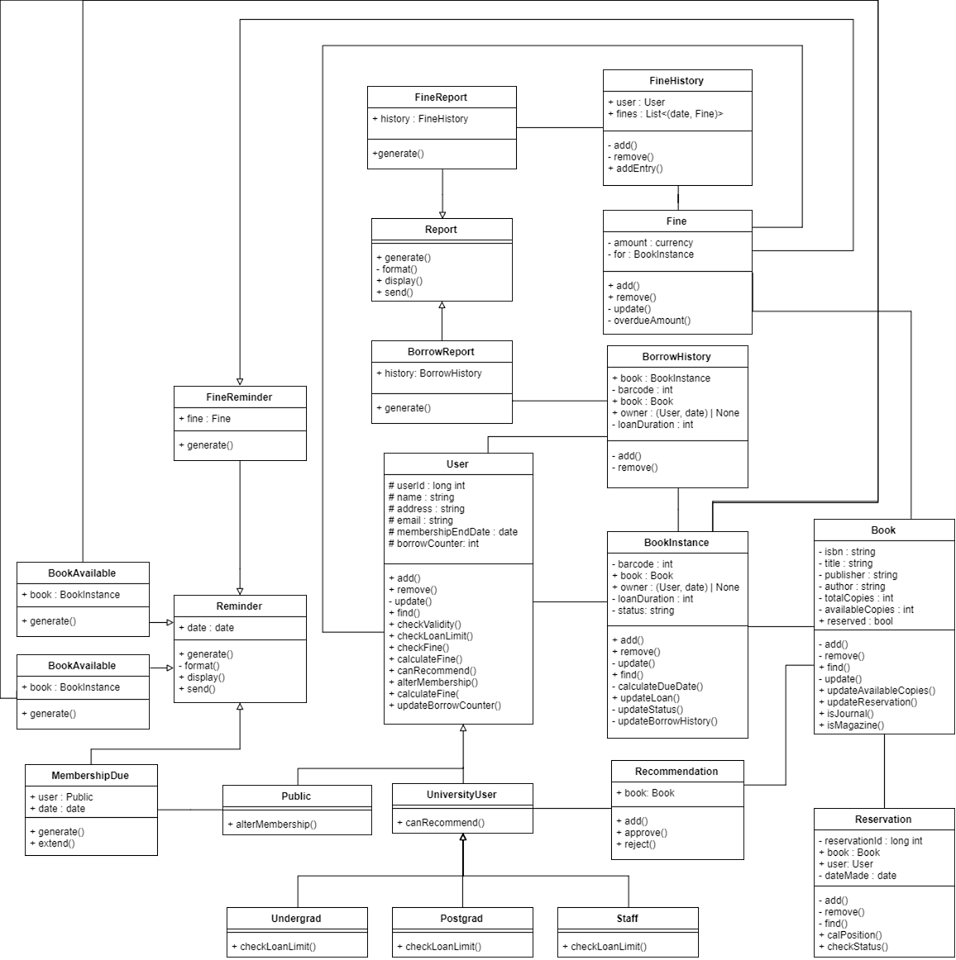 FineReport
+ history : FineHistory
+generate()
FineHistory
+ user : User
+ fines : List<(date, Fine)>
- add()
- remove()
+ addEntry()
Report
+ generate()
- format()
+ display()
+ send()
Fine
- amount : currency
- for : BookInstance
+ add()
+ remove()
- update()
- overdueAmount()
BorrowReport
+ history: BorrowHistory
+ generate()
BorrowHistory
+ book : BookInstance
- barcode : int
+ book : Book
+ owner : (User, date) | None
- loanDuration : int
- add()
- remove()
FineReminder
+ fine : Fine
+ generate()
User
# userId : long int
# name : string
# address : string
# email : string
# membershipEndDate : date
# borrowCounter: int
+ add()
+ remove()
- update()
+ find()
+ checkValidity()
+ checkLoanLimit()
+ checkFine()
+ calculateFine()
+ canRecommend()
+ alterMembership()
+ calculateFine(
+ updateBorrowCounter()
BookInstance
- barcode : int
+ book : Book
+ owner : (User, date) | None
- loanDuration : int
- status: string
+ add()
+ remove()
- update()
+ find()
- calculateDueDate()
+ updateLoan()
- updateStatus()
- updateBorrowHistory()
Book
- isbn : string
- title : string
- publisher : string
- author : string
- totalCopies : int
- availableCopies : int
+ reserved : bool
- add()
- remove()
+ find()
- update()
+ updateAvailableCopies()
+ updateReservation()
+ isJournal()
+ isMagazine()
BookAvailable
+ book : BookInstance
+ generate()
Reminder
+ date : date
+ generate()
- format()
+ display()
+ send()
BookAvailable
+ book : BookInstance
+ generate()
MembershipDue
+ user : Public
+ date : date
+ generate()
+ extend()
Public
+ alterMembership()
UniversityUser
+ canRecommend()
Recommendation
+ book: Book
+ add()
+ approve()
+ reject()
Reservation
- reservationId : long int
+ book : Book
+ user: User
- dateMade : date
- add()
- remove()
- find()
+ calPosition()
+ checkStatus()
Undergrad
+ checkLoanLimit()
Postgrad
+ checkLoanLimit()
Staff
+ checkLoanLimit()